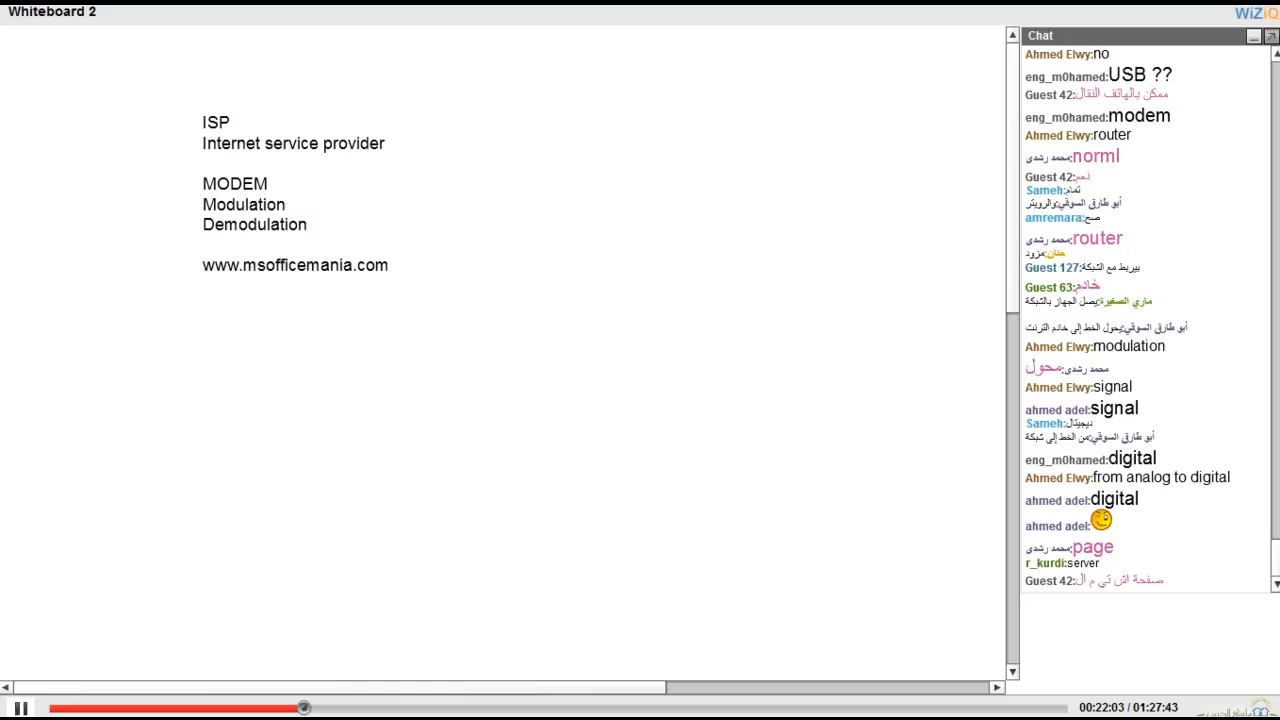 Whiteboard 2
WiZiQ
ISP
Internet service provider
MODEM
Modulation
Demodulation
www.msofficemania.com
Chat
Ahmed Elwy:no
eng_m0hamed:USB ??
Guest 42:ممكن بالهاتف النقال
eng_m0hamed:modem
Ahmed Elwy:router
محمد رشدى:norml
Guest 42:نعم
Sameh:تمام
أبو طارق السوقي:والرويتر
amremara:صح
محمد رشدى:router
حنان:مزود
Guest 127:بيربط مع الشبكة
Guest 63:خادم
ماري الصغيرة:يصل الجهاز بالشبكة
أبو طارق السوقي:يحول الخط إلى خادم النرنت
Ahmed Elwy:modulation
محمد رشدى:محول
Ahmed Elwy:signal
ahmed adel:signal
Sameh:ديجيتال
أبو طارق السوقي:من الخط إلى شبكة
eng_m0hamed:digital
Ahmed Elwy:from analog to digital
ahmed adel:digital
ahmed adel:
محمد رشدى:page
r_kurdi:server
Guest 42:صفحة اتش تي م ال
00:22:03 / 01:27:43